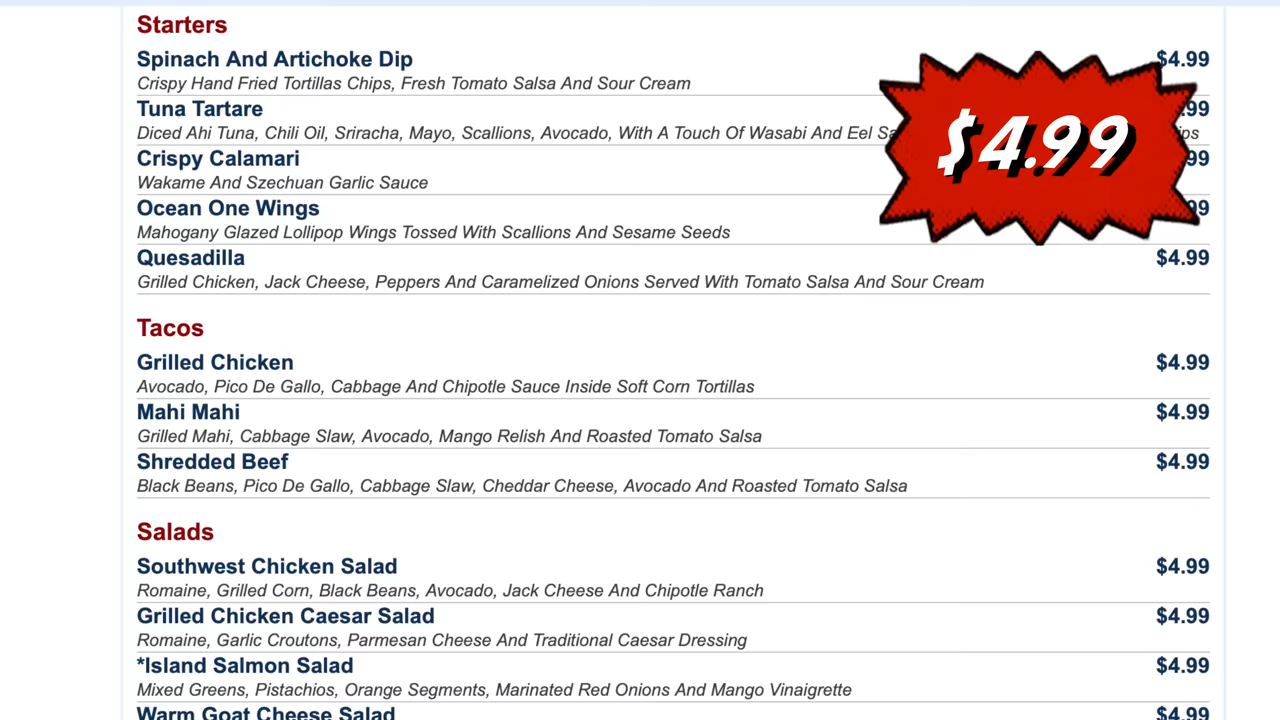 Starters
Spinach And Artichoke Dip $4.99
Crispy Hand Fried Tortillas Chips, Fresh Tomato Salsa And Sour Cream
Tuna Tartare .99
Diced Ahi Tuna, Chili Oil, Sriracha, Mayo, Scallions, Avocado, With A Touch Of Wasabi And Eel
$4.99
Crispy Calamari 99
Wakame And Szechuan Garlic Sauce
Ocean One Wings 99
Mahogany Glazed Lollipop Wings Tossed With Scallions And Sesame Seeds
Quesadilla $4.99
Grilled Chicken, Jack Cheese, Peppers And Caramelized Onions Served With Tomato Salsa And Sour Cream
Tacos
Grilled Chicken $4.99
Avocado, Pico De Gallo, Cabbage And Chipotle Sauce Inside Soft Corn Tortillas
Mahi Mahi $4.99
Grilled Mahi, Cabbage Slaw, Avocado, Mango Relish And Roasted Tomato Salsa
Shredded Beef $4.99
Black Beans, Pico De Gallo, Cabbage Slaw, Cheddar Cheese, Avocado And Roasted Tomato Salsa
Salads
Southwest Chicken Salad $4.99
Romaine, Grilled Corn, Black Beans, Avocado, Jack Cheese And Chipotle Ranch
Grilled Chicken Caesar Salad $4.99
Romaine, Garlic Croutons, Parmesan Cheese And Traditional Caesar Dressing
*Island Salmon Salad $4.99
Mixed Greens, Pistachios, Orange Segments, Marinated Red Onions And Mango Vinaigrette
Warm Goat Cheese Salad $4.99